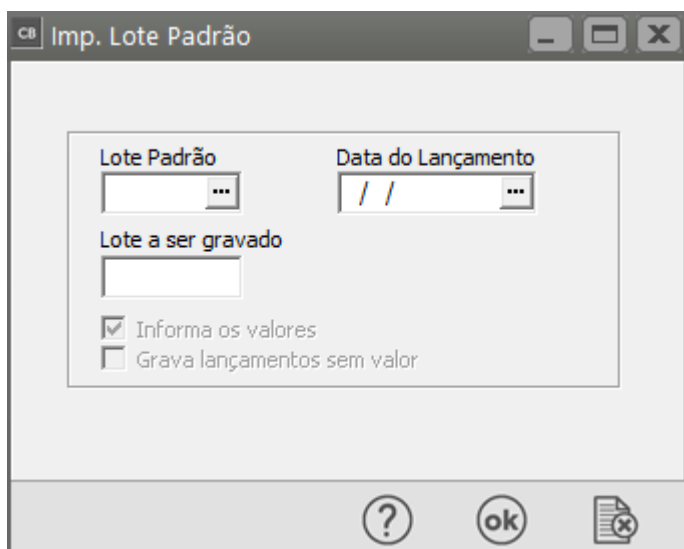 CB Imp. Lote Padrão
Lote Padrão Data do Lançamento
... / / ...
Lote a ser gravado
Informa os valores
Grava lançamentos sem valor
? ok